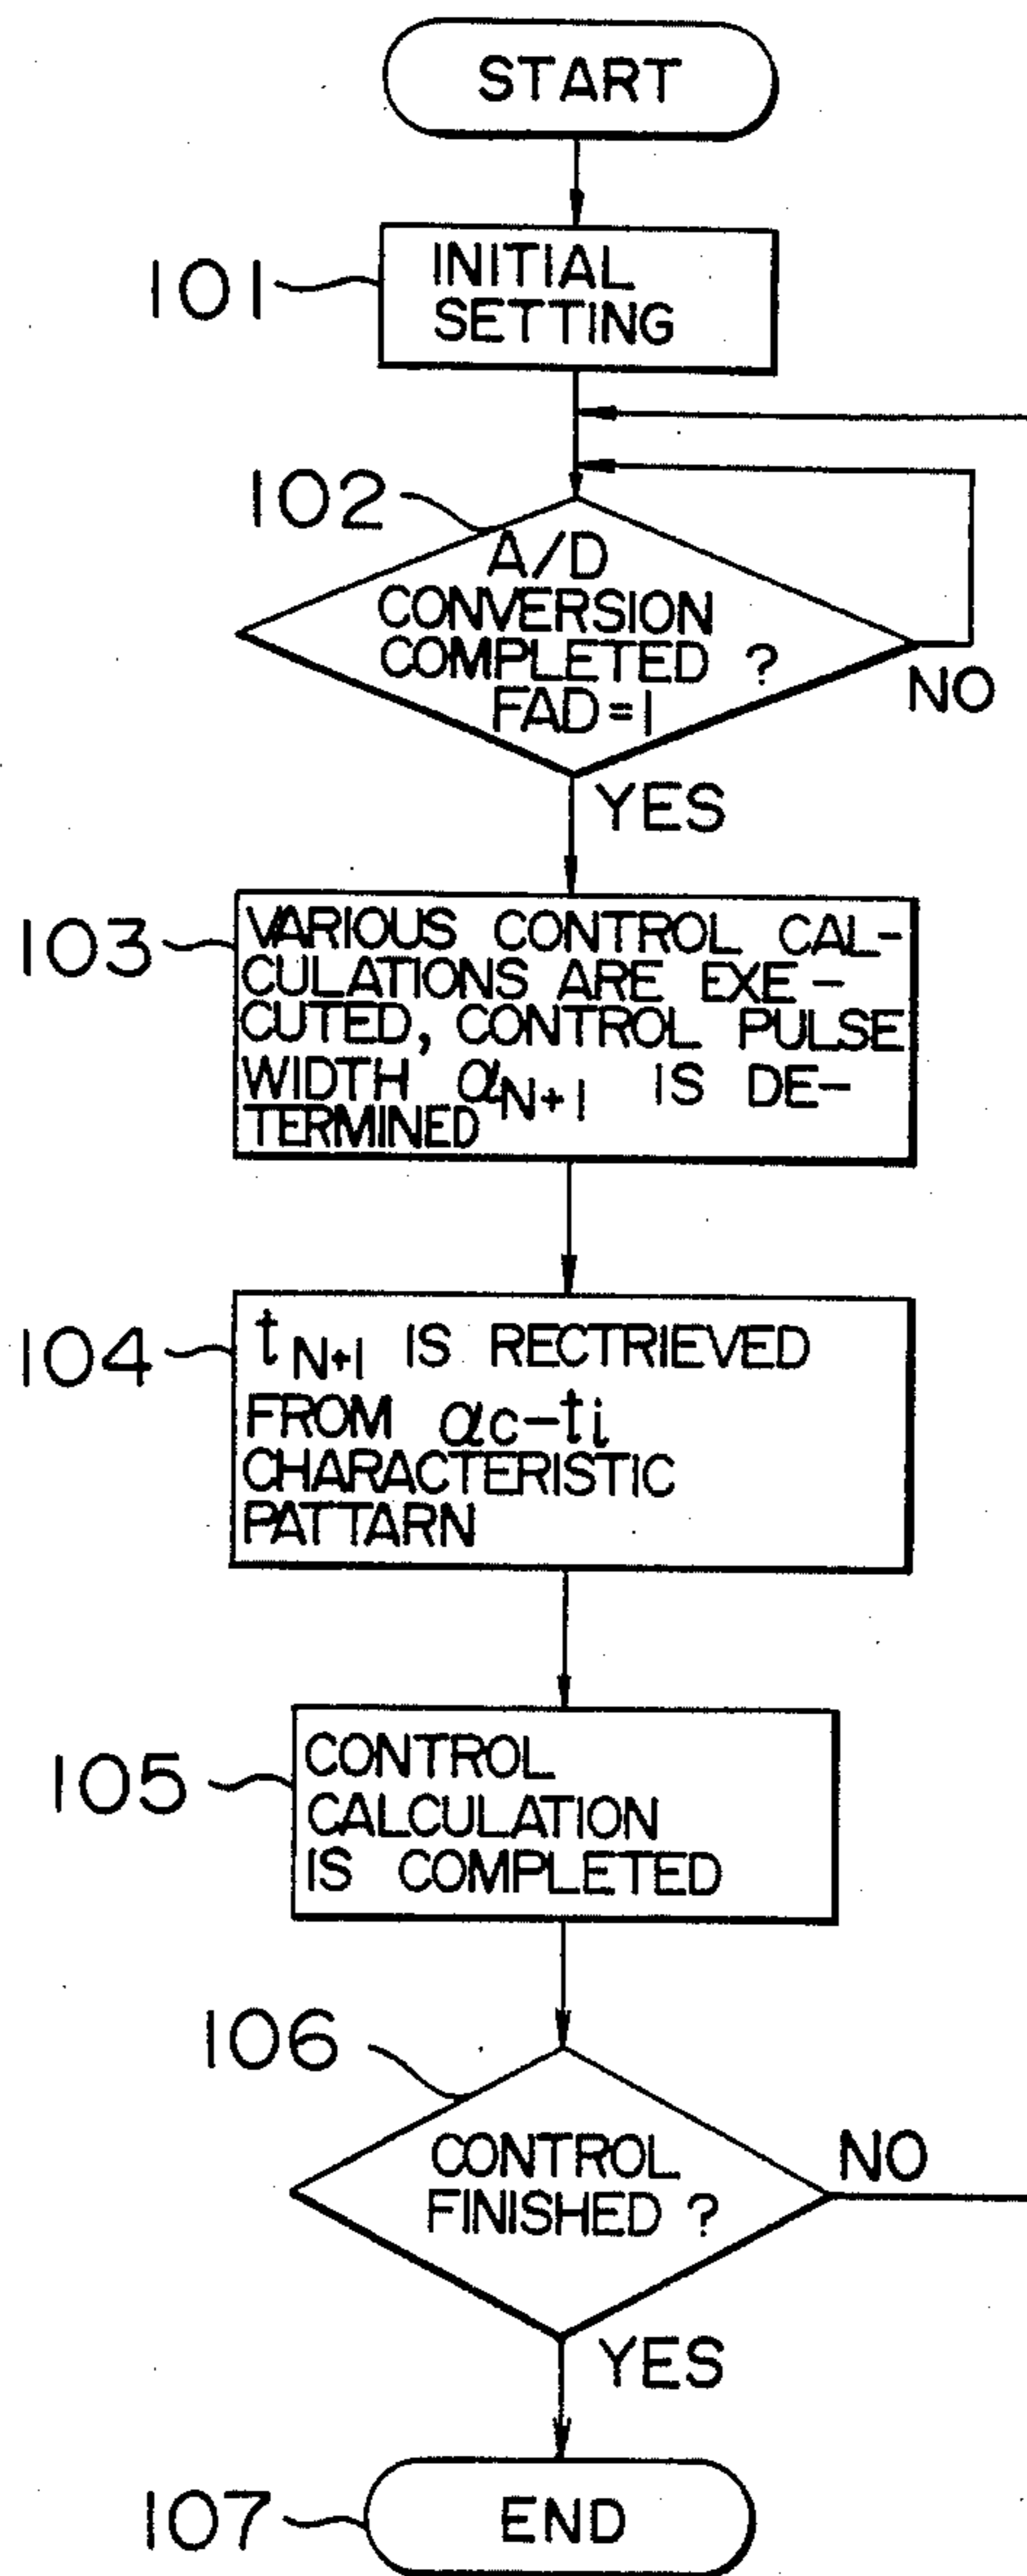 START
101
INITIAL
SETTING
102
A/D
CONVERSION
COMPLETED ?
FAD=1
NO
YES
103
VARIOUS CONTROL CAL-
CULATIONS ARE EXE-
CUTED, CONTROL PULSE
WIDTH αN+1 IS DE-
TERMINED
104
tN+1 IS RECTRIEVED
FROM αc-ti
CHARACTERISTIC
PATTARN
105
CONTROL
CALCULATION
IS COMPLETED
106
CONTROL
FINISHED ?
NO
YES
107
END